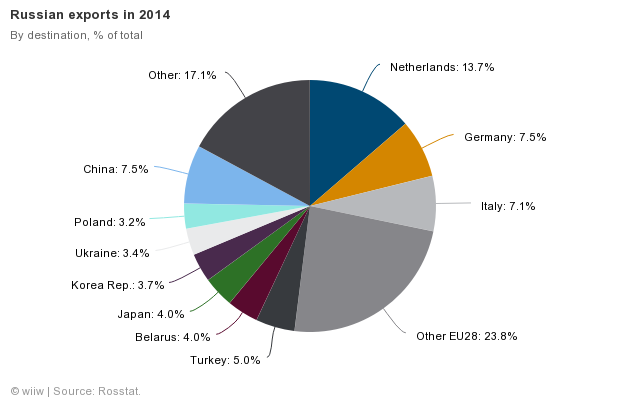 Russian exports in 2014
By destination, % of total
Netherlands: 13.7%
Germany: 7.5%
Italy: 7.1%
Other EU28: 23.8%
Turkey: 5.0%
Belarus: 4.0%
Japan: 4.0%
Korea Rep.: 3.7%
Ukraine: 3.4%
Poland: 3.2%
China: 7.5%
Other: 17.1%
© wiiw | Source: Rosstat.